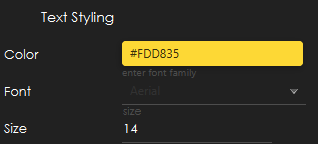 Text Styling
Color #FDD835
enter font family
Font Aerial
size
Size 14